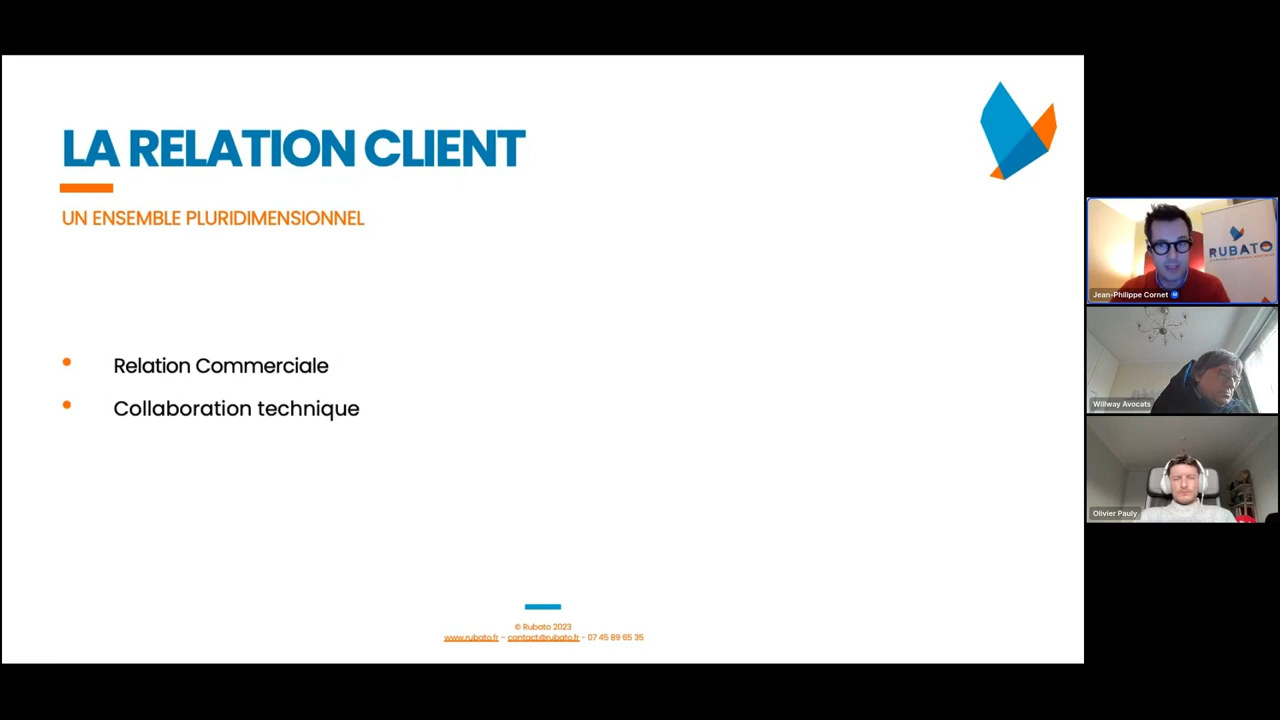 LA RELATION CLIENT
UN ENSEMBLE PLURIDIMENSIONNEL
• Relation Commerciale
• Collaboration technique
© Rubato 2023
www.rubato.fr – contact@rubato.fr - 07 45 89 65 35
RUBATO
Jean-Philippe Cornet
Willway Avocats
Olivier Pauly